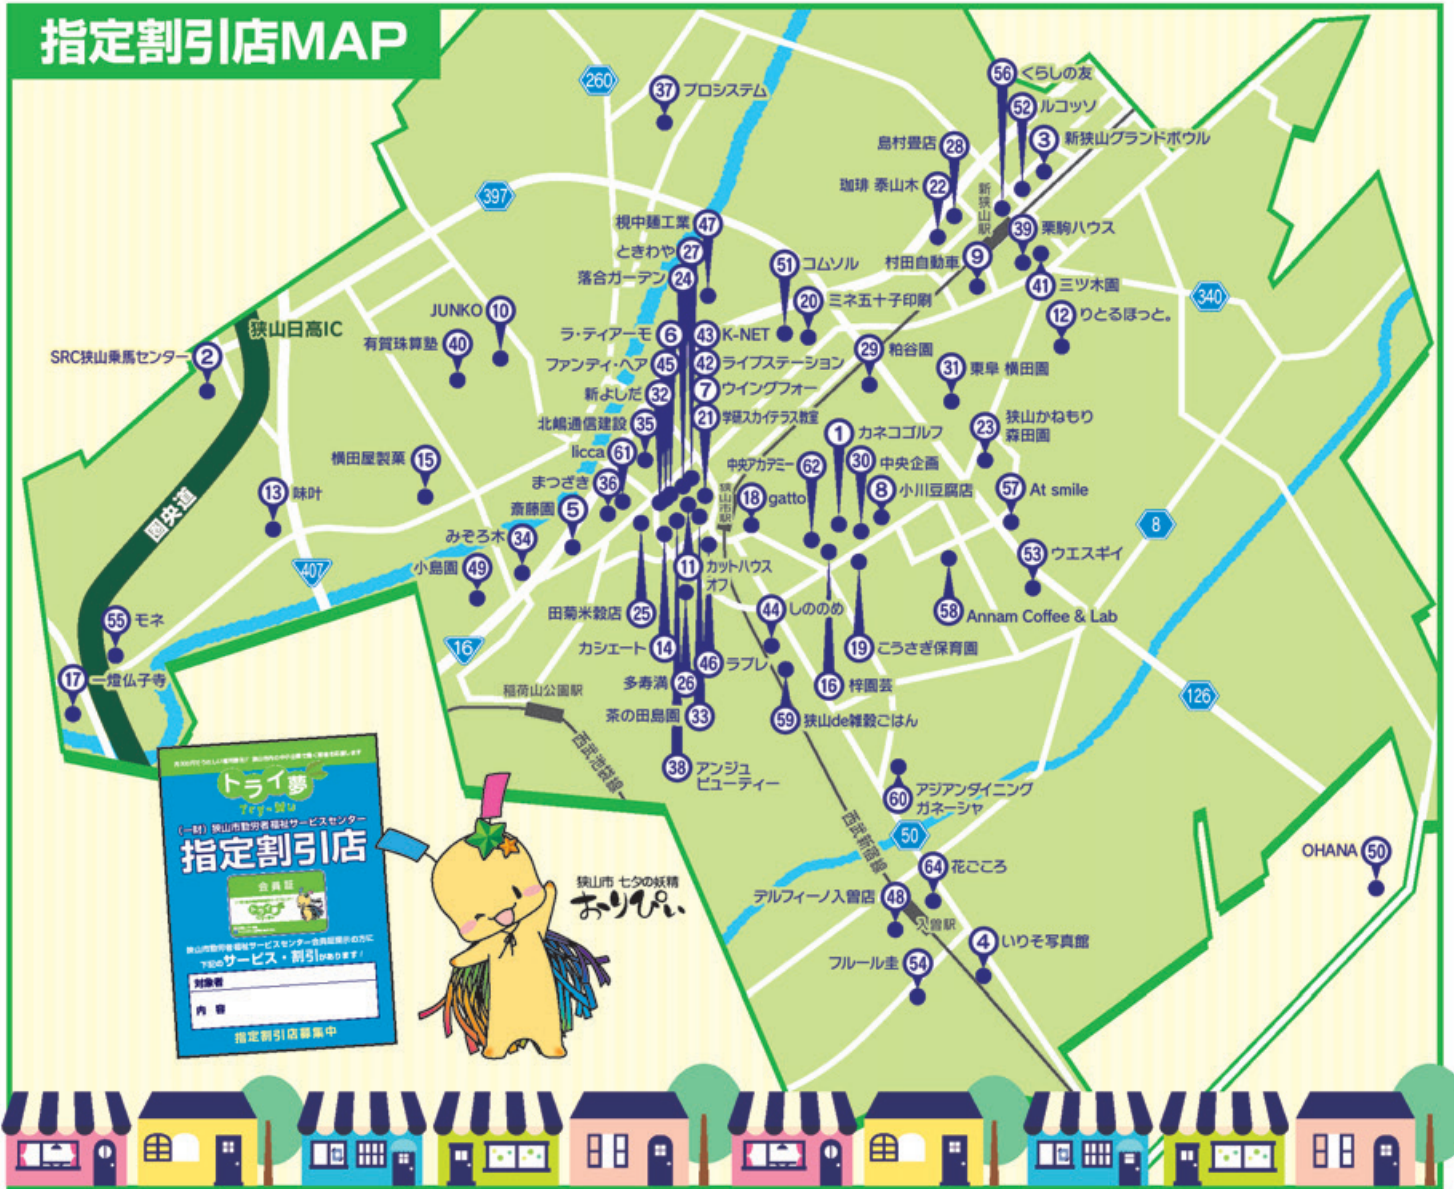 指定割引店MAP
260
37 プロシステム
56 くらしの友
52 ルコッソ
3 新狭山グランドボウル
島村畳店 28
珈琲 泰山木 22
新狭山駅
397
梘中麺工業 47
ときわや 27
落合ガーデン 24
39 栗駒ハウス
村田自動車 9
51 コムソル
41 三ツ木園
20 ミネ五十子印刷
340
12 りとるほっと。
JUNKO 10
狭山日高IC
有賀珠算塾 40
SRC狭山乗馬センター 2
ラ・ティアーモ 6
43 K-NET
ファンティ・ヘア 45
42 ライブステーション
29 粕谷園
31 東阜 横田園
新よしだ 32
7 ウイングフォー
北嶋通信建設 35
21 学研スカイテラス教室
1 カネコゴルフ
23 狭山かねもり
森田園
licca 61
横田屋製菓 15
中央アカデミー 62
30 中央企画
まつざき 36
13 味叶
狭山市駅
18 gatto
8 小川豆腐店
57 At smile
斎藤園 5
圏央道
8
みぞろ木 34
53 ウエスギイ
407
小島園 49
11 カットハウス
オフ
田菊米穀店 25
44 しののめ
58 Annam Coffee & Lab
55 モネ
16
カシェート 14
46 ラプレ
19 こうさぎ保育園
17 一燈仏子寺
稲荷山公園駅
多寿満 26
16 梓園芸
126
茶の田島園 33
59 狭山de雑穀ごはん
西武池袋線
38 アンジュ
ビューティー
60 アジアンダイニング
ガネーシャ
西武新宿線
50
トライ夢
(一財)狭山市勤労者福祉サービスセンター
指定割引店
会員証
狭山市勤労者福祉サービスセンター会員証提示の方に
下記のサービス・割引があります!
対象者
内 容
指定割引店募集中
狭山市 七夕の妖精
おりぴぃ
64 花ごころ
OHANA 50
デルフィーノ入曽店 48
入曽駅
4 いりそ写真館
フルール圭 54